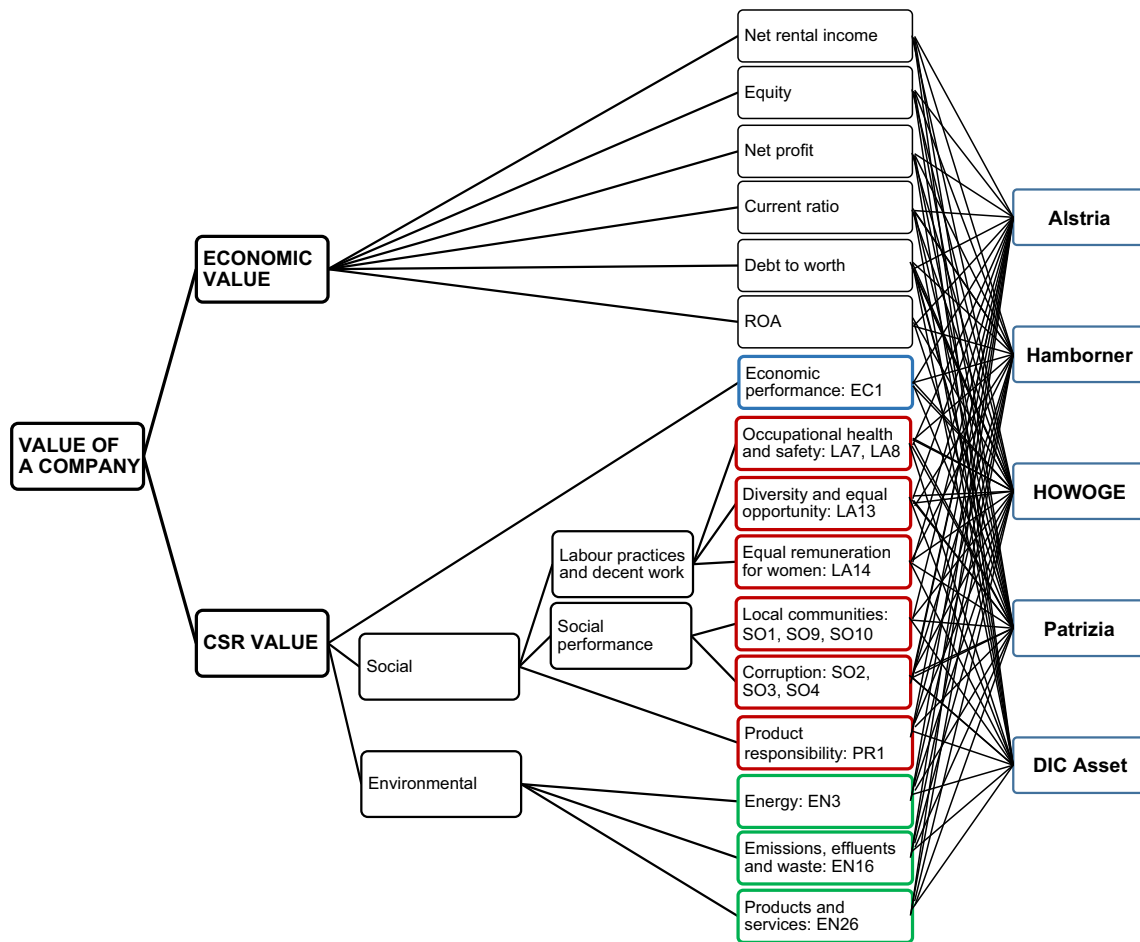 Net rental income
Equity
Net profit
Current ratio
Debt to worth
ROA
Economic
performance: EC1
Occupational health
and safety: LA7, LA8
Diversity and equal
opportunity: LA13
Equal remuneration
for women: LA14
Local communities:
SO1, SO9, SO10
Corruption: SO2,
SO3, SO4
Product
responsibility: PR1
Energy: EN3
Emissions, effluents
and waste: EN16
Products and
services: EN26
ECONOMIC
VALUE
VALUE OF
A COMPANY
CSR VALUE
Social
Environmental
Labour practices
and decent work
Social
performance
Alstria
Hamborner
HOWOGE
Patrizia
DIC Asset